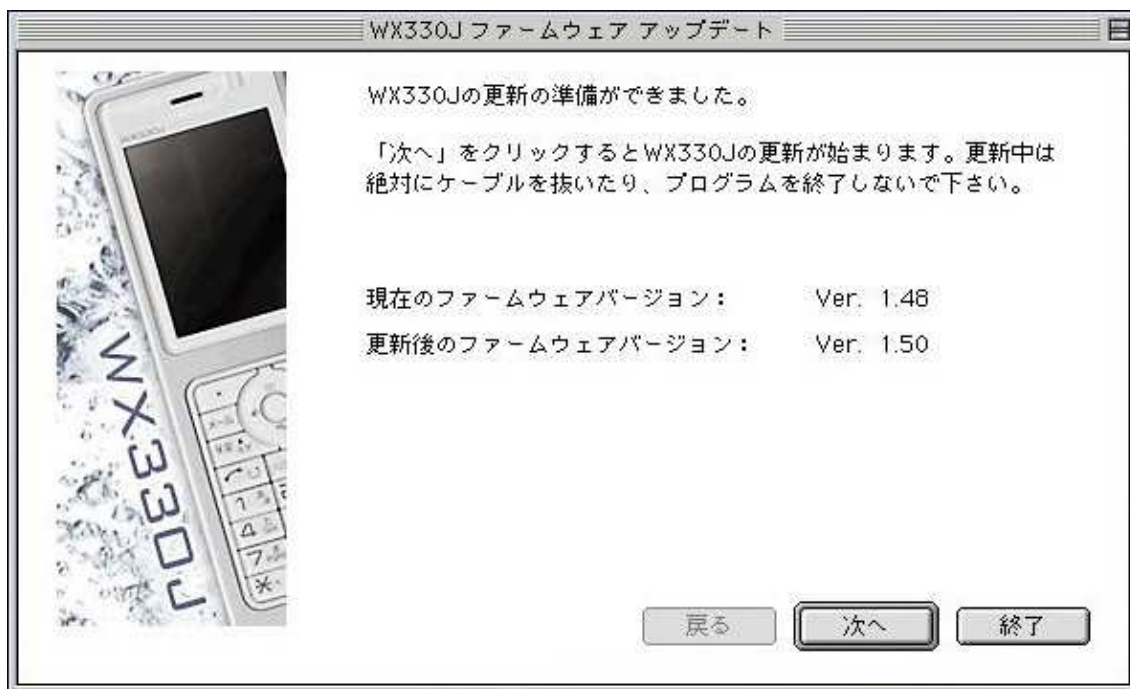 WX330J ファームウェア アップデート
WX330Jの更新の準備ができました。
「次へ」をクリックするとWX330Jの更新が始まります。更新中は
絶対にケーブルを抜いたり、プログラムを終了しないで下さい。
現在のファームウェアバージョン： Ver. 1.48
更新後のファームウェアバージョン： Ver. 1.50
WX330J
メール
1
4
7
*
戻る
次へ
終了